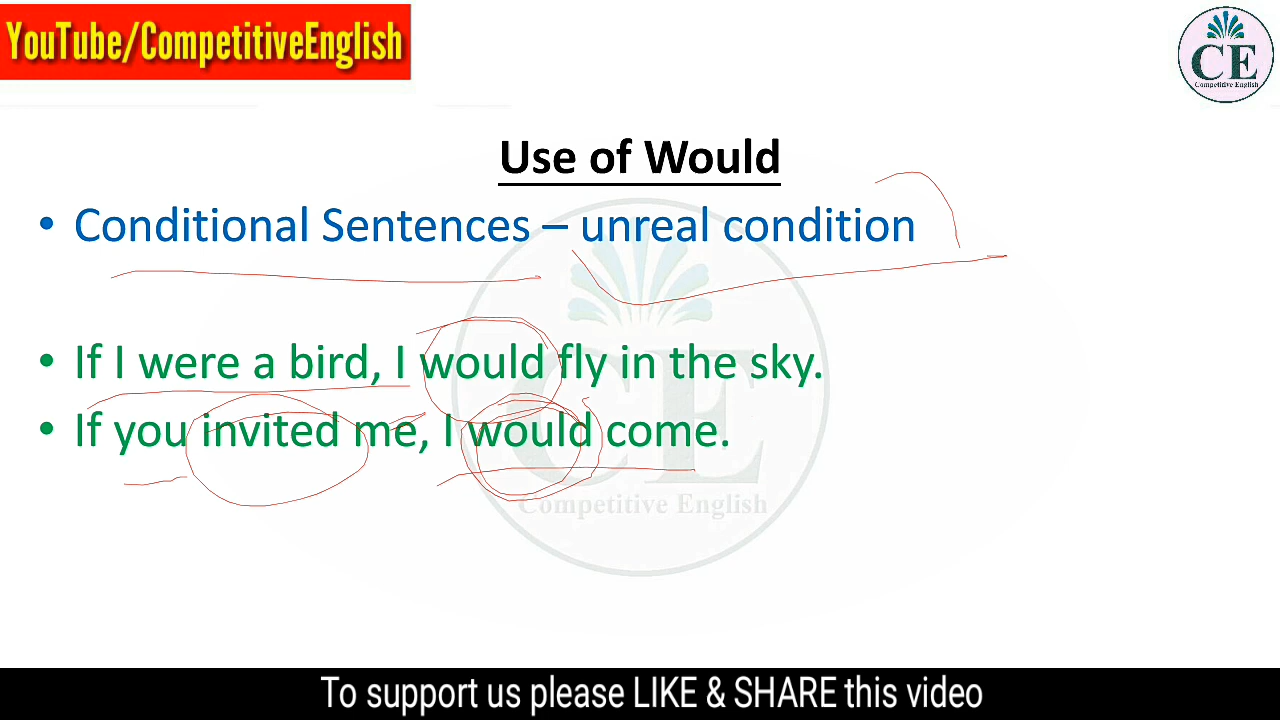 YouTube/CompetitiveEnglish
CE
Competitive English
Use of Would
• Conditional Sentences – unreal condition
• If I were a bird, I would fly in the sky.
• If you invited me, I would come.
CE
Competitive English
To support us please LIKE & SHARE this video